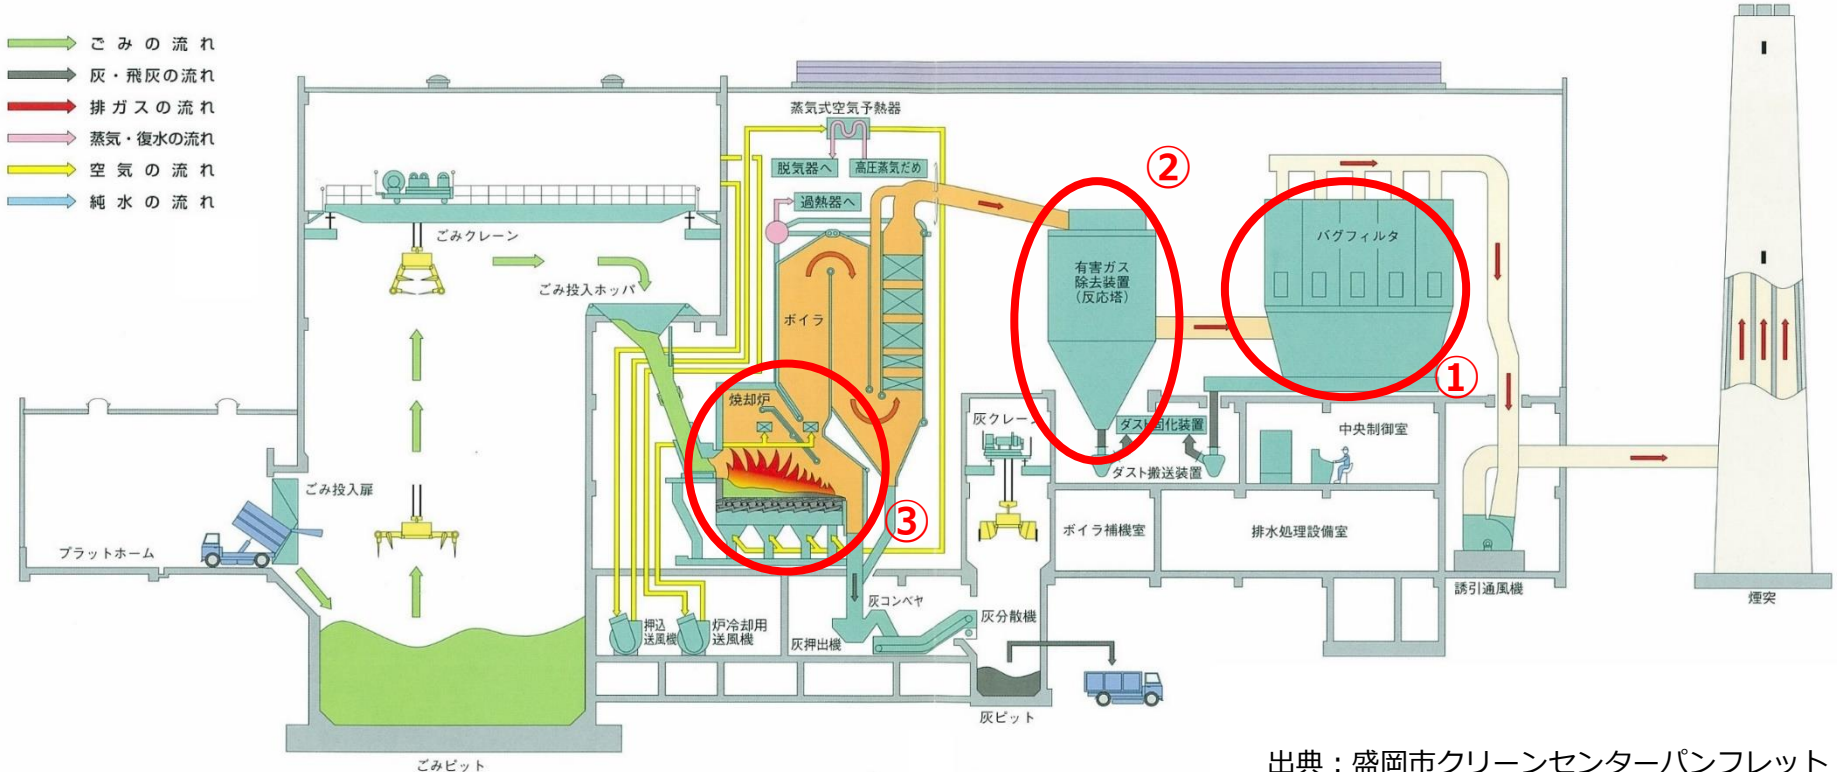 ごみの流れ
灰・飛灰の流れ
排ガスの流れ
蒸気・復水の流れ
空気の流れ
純水の流れ
蒸気式空気予熱器
脱気器へ
高圧蒸気だめ
過熱器へ
ごみクレーン
ごみ投入ホッパ
ボイラ
焼却炉
③
②
有害ガス
除去装置
(反応塔)
バグフィルタ
①
灰クレーン
ダスト固化装置
ダスト搬送装置
中央制御室
ごみ投入扉
プラットホーム
ボイラ補機室
排水処理設備室
誘引通風機
煙突
押込
送風機
炉冷却用
送風機
灰押出機
灰コンベヤ
灰分散機
灰ピット
ごみピット
出典：盛岡市クリーンセンターパンフレット